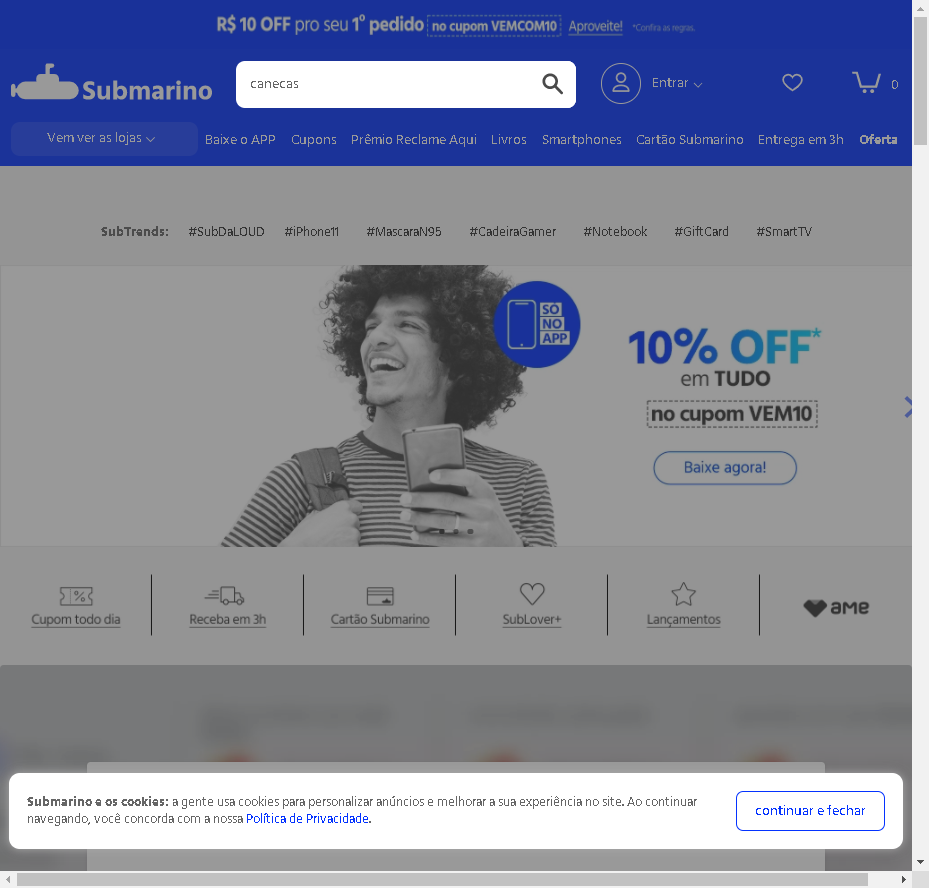 R$ 10 OFF pro seu 1º pedido no cupom VEMCOM10 Aproveite! *Confira as regras.
Submarino
canecas
Entrar
0
Vem ver as lojas
Baixe o APP
Cupons
Prêmio Reclame Aqui
Livros
Smartphones
Cartão Submarino
Entrega em 3h
Oferta
SubTrends: #SubDaLOUD #iPhone11 #MascaraN95 #CadeiraGamer #Notebook #GiftCard #SmartTV
SÓ
NO
APP
10% OFF*
em TUDO
no cupom VEM10
Baixe agora!
Cupom todo dia
Receba em 3h
Cartão Submarino
SubLover+
Lançamentos
ame
Submarino e os cookies: a gente usa cookies para personalizar anúncios e melhorar a sua experiência no site. Ao continuar
navegando, você concorda com a nossa Política de Privacidade.
continuar e fechar